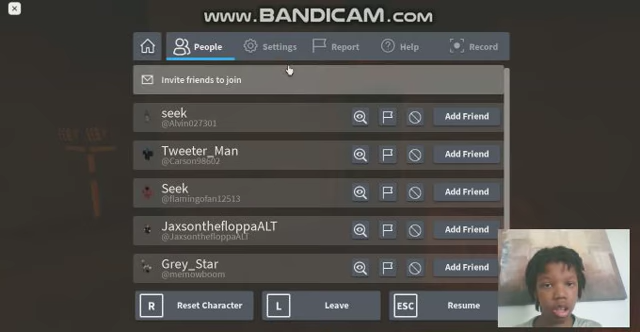 www.BANDICAM.com
People
Settings
Report
Help
Record
Invite friends to join
seek
@Alvin027301
Add Friend
Tweeter_Man
@Carson98602
Add Friend
Seek
@flamingofan12513
Add Friend
JaxsonthefloppaALT
@JaxsonthefloppaALT
Add Friend
Grey_Star
@memowboom
Add Friend
R Reset Character
L Leave
ESC Resume